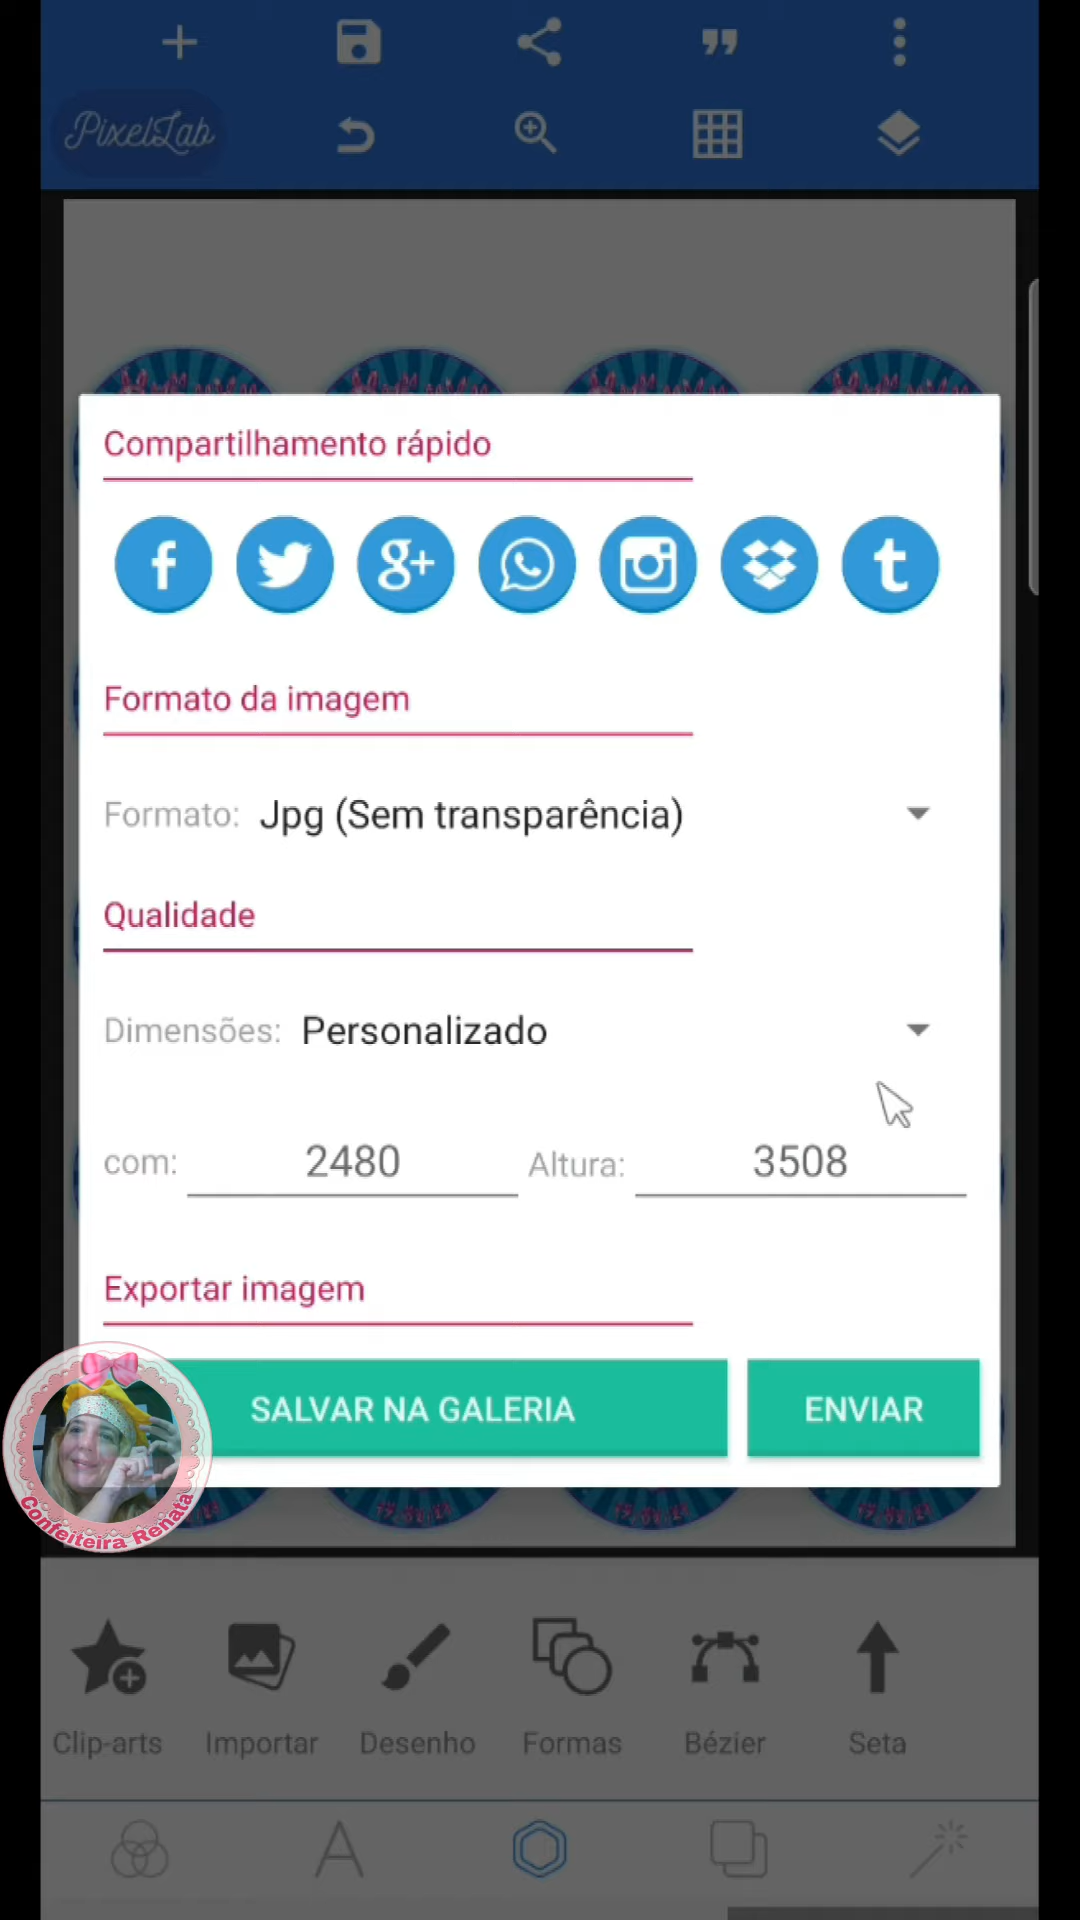 PixelLab
Compartilhamento rápido
f g+ t
Formato da imagem
Formato: Jpg (Sem transparência)
Qualidade
Dimensões: Personalizado
com: 2480 Altura: 3508
Exportar imagem
SALVAR NA GALERIA ENVIAR
Confeiteira Renata
Clip-arts Importar Desenho Formas Bézier Seta
A